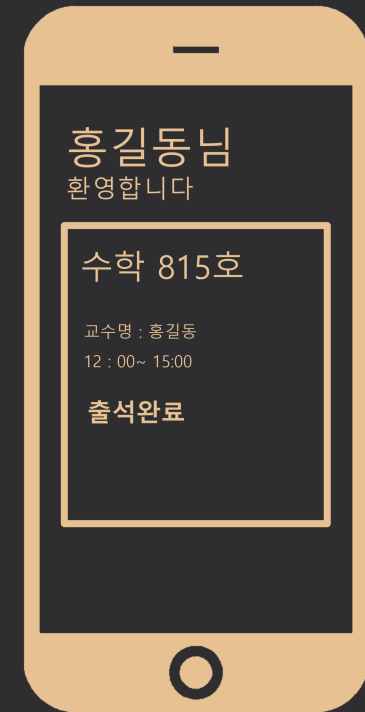 홍길동님
환영합니다
수학 815호
교수명 : 홍길동
12 : 00~ 15:00
출석완료